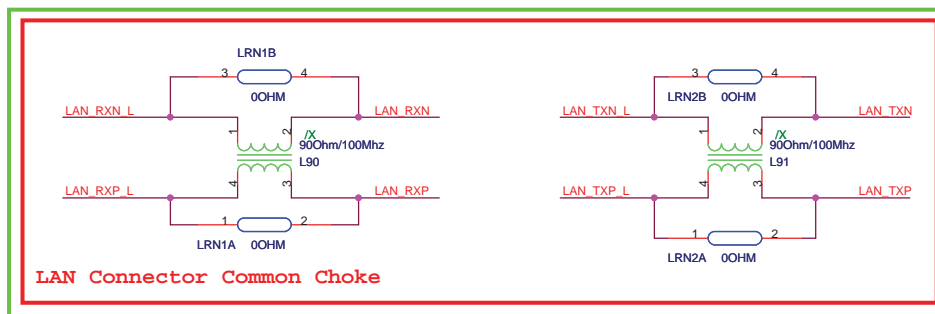 LRN1B
3 4
0OHM
LAN_RXN_L LAN_RXN
1 2
/X
90Ohm/100Mhz
L90
4 3
LAN_RXP_L LAN_RXP
1 2
LRN1A 0OHM
3 4
LRN2B 0OHM
LAN_TXN_L LAN_TXN
1 2
/X
90Ohm/100Mhz
L91
4 3
LAN_TXP_L LAN_TXP
1 2
LRN2A 0OHM
LAN Connector Common Choke